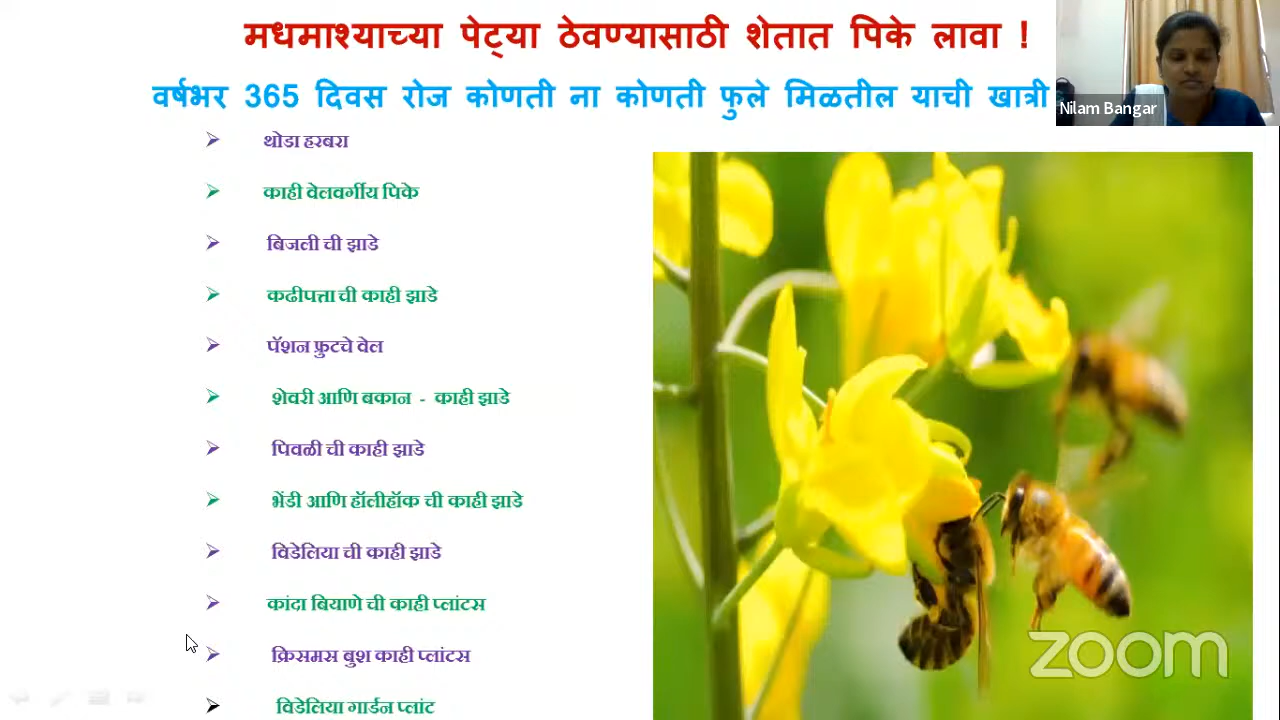 मधमाश्याच्या पेट्या ठेवण्यासाठी शेतात पिके लावा !
वर्षभर 365 दिवस रोज कोणती ना कोणती फुले मिळतील याची खात्री
Nilam Bangar
थोडा हरबरा
काही वेलवर्गीय पिके
बिजली ची झाडे
कढीपत्ता ची काही झाडे
पॅशन फ्रुटचे वेल
शेवरी आणि बकान - काही झाडे
पिवळी ची काही झाडे
भेंडी आणि हॉलीहॉक ची काही झाडे
विडेलिया ची काही झाडे
कांदा बियाणे ची काही प्लांटस
क्रिसमस बुश काही प्लांटस
विडेलिया गार्डन प्लांट
zoom